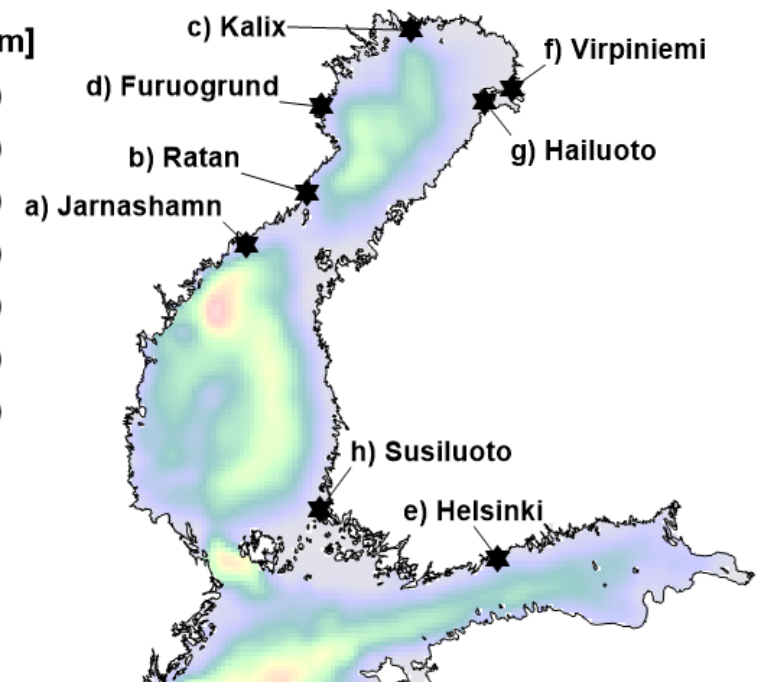 m]
c) Kalix
f) Virpiniemi
d) Furuogrund
g) Hailuoto
b) Ratan
a) Jarnashamn
h) Susiluoto
e) Helsinki